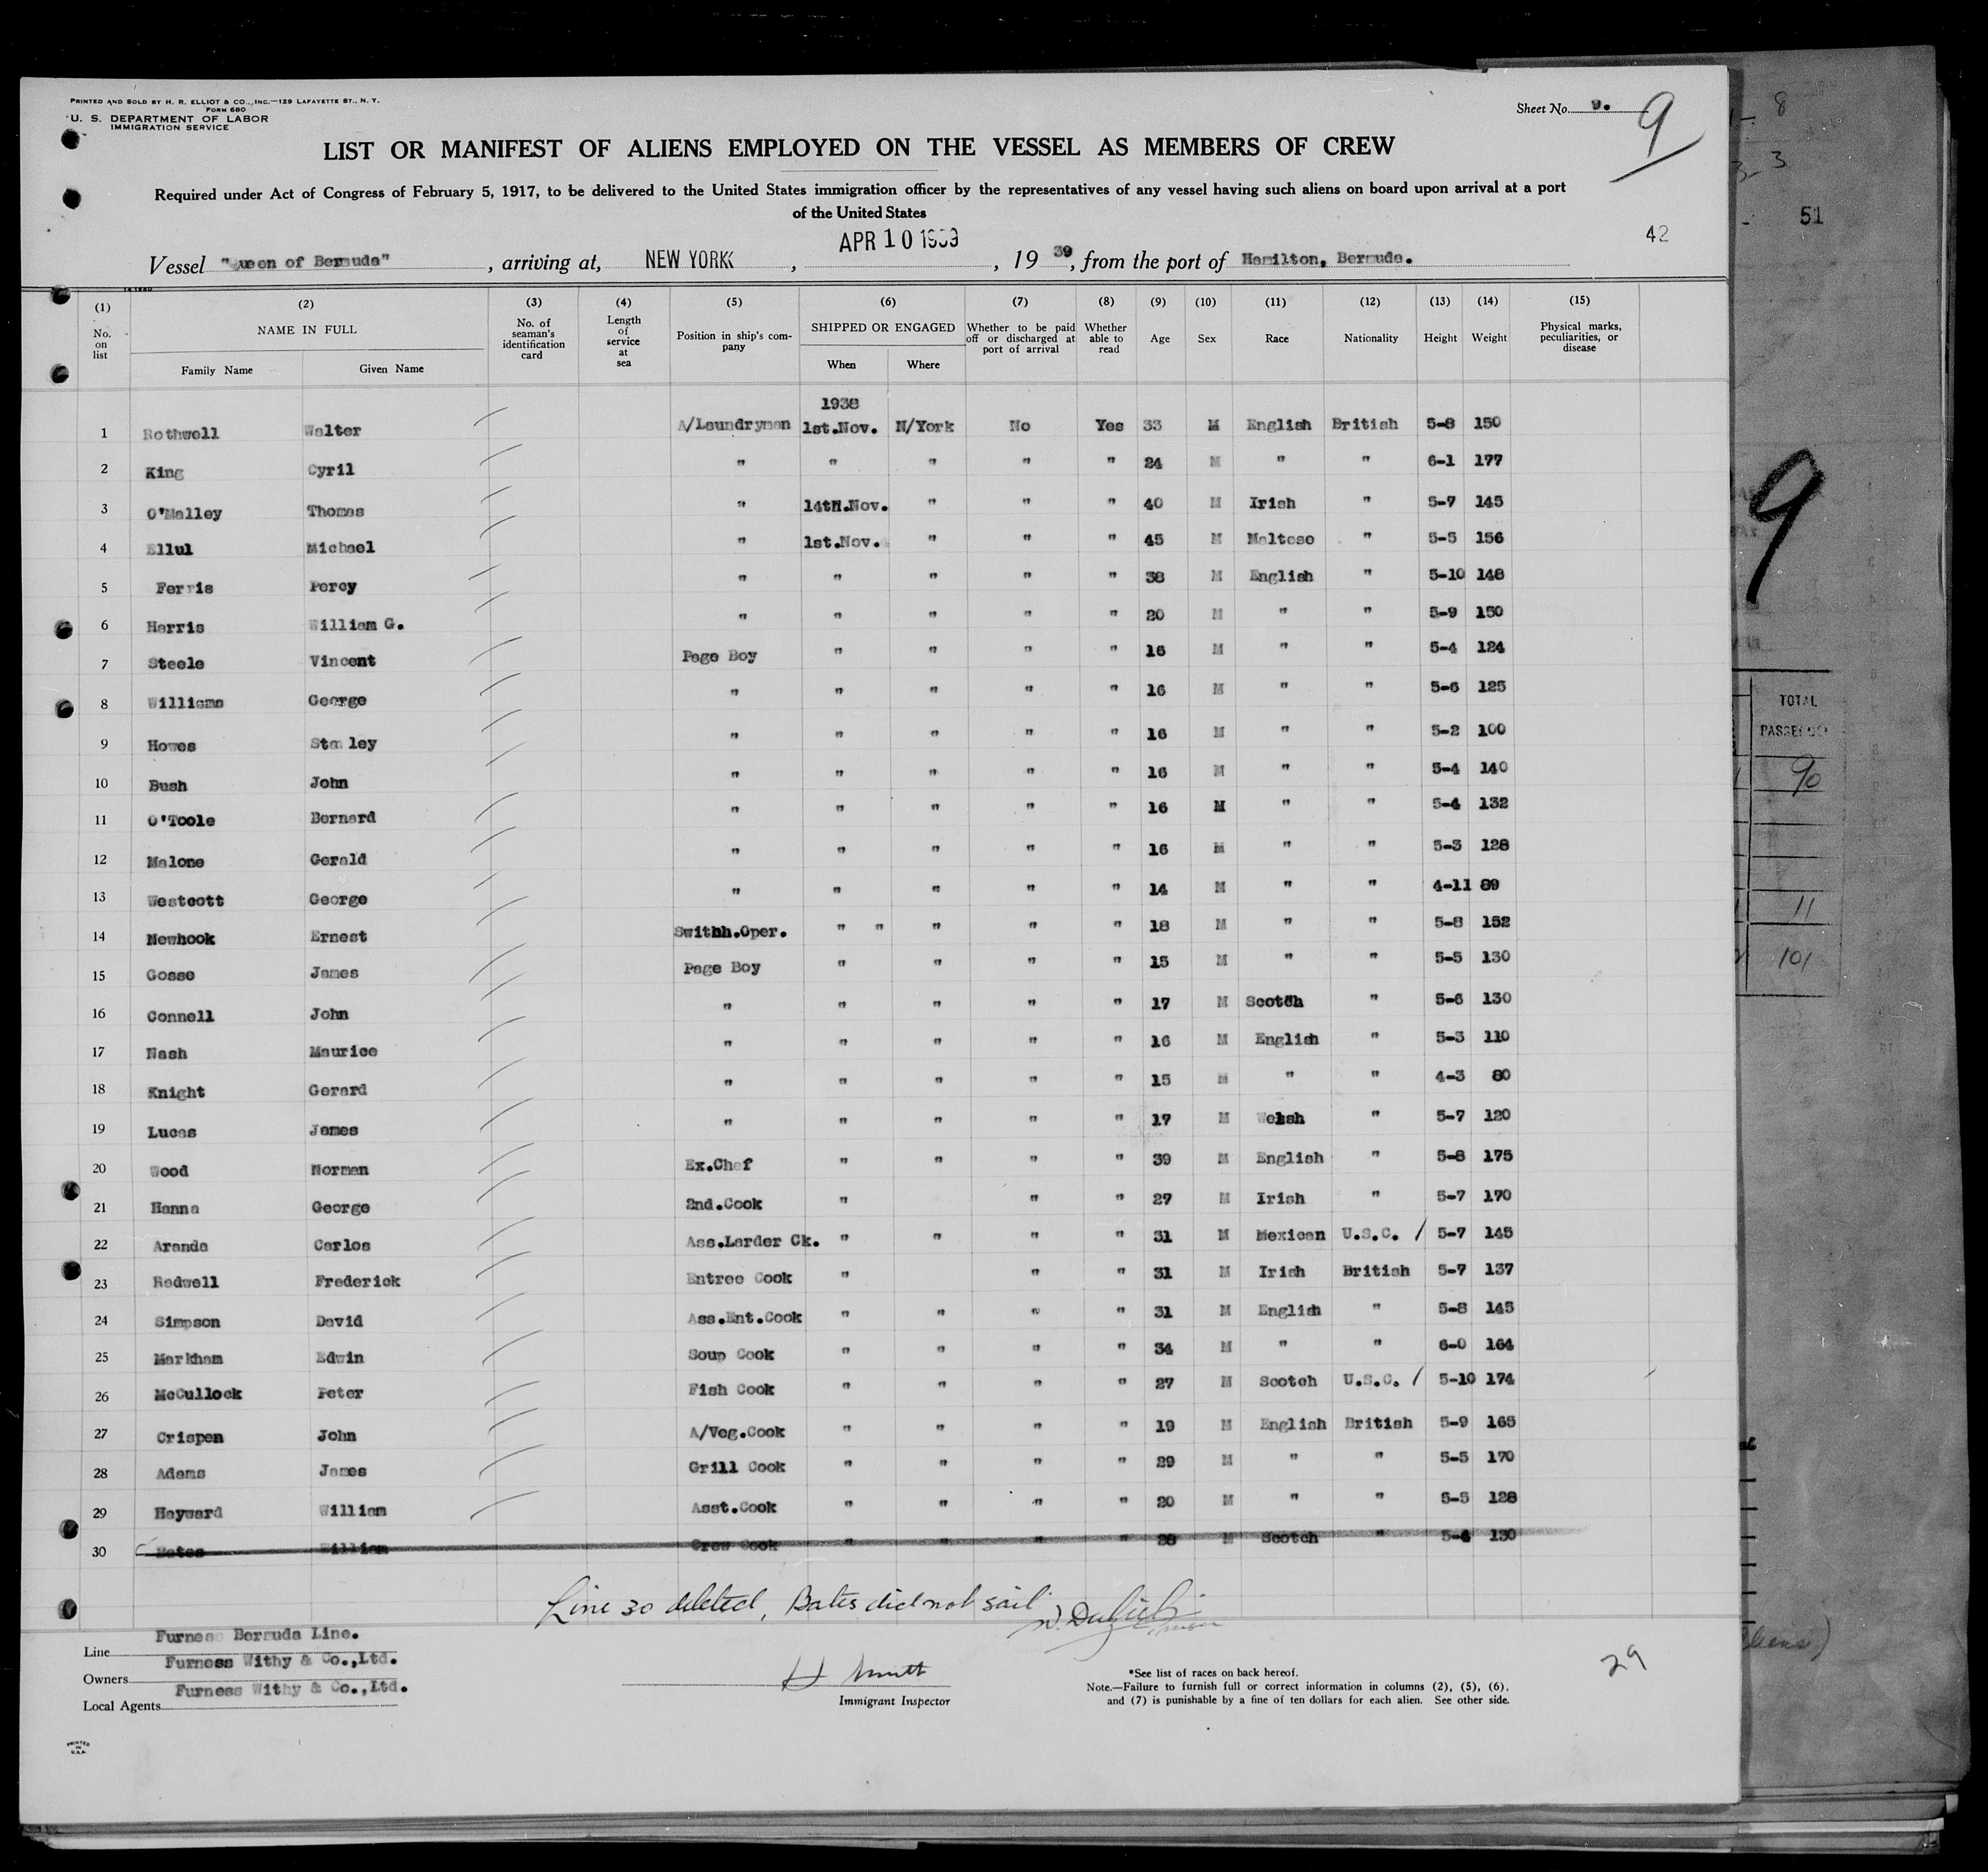 PRINTED AND SOLD BY H. R. ELLIOT & CO., INC.—129 LAFAYETTE ST., N. Y.
FORM 680
U. S. DEPARTMENT OF LABOR
IMMIGRATION SERVICE
Sheet No. 9.
9
LIST OR MANIFEST OF ALIENS EMPLOYED ON THE VESSEL AS MEMBERS OF CREW
Required under Act of Congress of February 5, 1917, to be delivered to the United States immigration officer by the representatives of any vessel having such aliens on board upon arrival at a port
of the United States
42
Vessel "Queen of Bermuda", arriving at, NEW YORK, APR 10 1939, 19 39, from the port of Hamilton, Bermuda.
(1) (2) (3) (4) (5) (6) (7) (8) (9) (10) (11) (12) (13) (14) (15)
No. on list NAME IN FULL Family Name Given Name No. of seaman's identification card Length of service at sea Position in ship's company SHIPPED OR ENGAGED When Where Whether to be paid off or discharged at port of arrival Whether able to read Age Sex Race Nationality Height Weight Physical marks, peculiarities, or disease
1938
1 Rothwell Walter A/Laundryman 1st.Nov. N/York No Yes 33 M English British 5-8 150
2 King Cyril " " " " " 24 M " " 6-1 177
3 O'Malley Thomas " 14tH.Nov. " " " 40 M Irish " 5-7 145
4 Ellul Michael " 1st.Nov. " " " 45 M Maltese " 5-5 156
5 Ferris Percy " " " " " 38 M English " 5-10 148
6 Harris William G. " " " " " 20 M " " 5-9 150
7 Steele Vincent Page Boy " " " " 16 M " " 5-4 124
8 Williams George " " " " " 16 M " " 5-6 125
9 Howes Stanley " " " " " 16 M " " 5-2 100
10 Bush John " " " " " 16 M " " 5-4 140
11 O'Toole Bernard " " " " " 16 M " " 5-4 132
12 Malone Gerald " " " " " 16 M " " 5-3 128
13 Westcott George " " " " " 14 M " " 4-11 89
14 Newhook Ernest Swithh.Oper. " " " " " 18 M " " 5-8 152
15 Gosse James Page Boy " " " " 15 M " " 5-5 130
16 Connell John " " " " " 17 M Scotch " 5-6 130
17 Nash Maurice " " " " " 16 M English " 5-3 110
18 Knight Gerard " " " " " 15 M " " 4-3 80
19 Lucas James " " " " " 17 M Welsh " 5-7 120
20 Wood Norman Ex.Chef " " " " 39 M English " 5-8 175
21 Hanna George 2nd.Cook " " " 27 M Irish " 5-7 170
22 Aranda Carlos Ass.Larder Ck. " " " " 31 M Mexican U.S.C. / 5-7 145
23 Redwell Frederick Entree Cook " " " 31 M Irish British 5-7 137
24 Simpson David Ass.Ent.Cook " " " " 31 M English " 5-8 145
25 Markham Edwin Soup Cook " " " " 34 M " " 6-0 164
26 McCullock Peter Fish Cook " " " " 27 M Scotch U.S.C. / 5-10 174
27 Crispen John A/Veg.Cook " " " " 19 M English British 5-9 165
28 Adams James Grill Cook " " " " 29 M " " 5-5 170
29 Hayward William Asst.Cook " " " " 20 M " " 5-5 128
30 Bates William Crew Cook " " " " 28 M Scotch " 5-6 130
Line 30 deleted, Bates did not sail
Line Furness Bermuda Line.
Owners Furness Withy & Co.,Ltd.
Local Agents Furness Withy & Co.,Ltd.
Immigrant Inspector
*See list of races on back hereof.
Note.—Failure to furnish full or correct information in columns (2), (5), (6), and (7) is punishable by a fine of ten dollars for each alien. See other side.
29
PRINTED IN U.S.A.
8
3
51
9
TOTAL
PASSENG
90
11
101